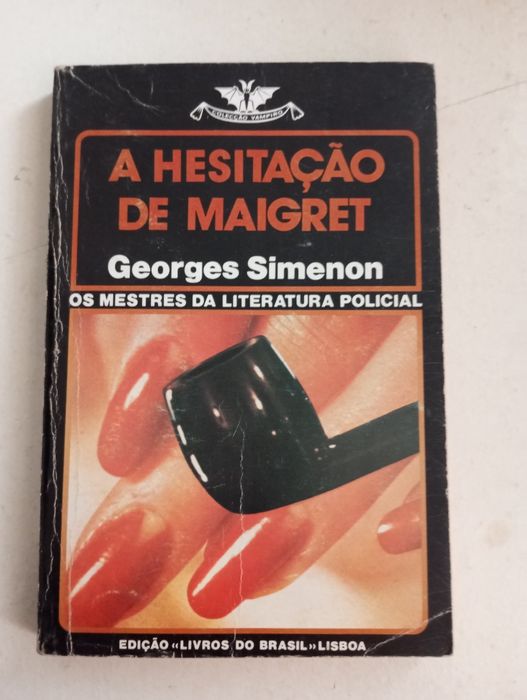 COLECÇÃO VAMPIRO
A HESITAÇÃO
DE MAIGRET
Georges Simenon
OS MESTRES DA LITERATURA POLICIAL
EDIÇÃO «LIVROS DO BRASIL» LISBOA